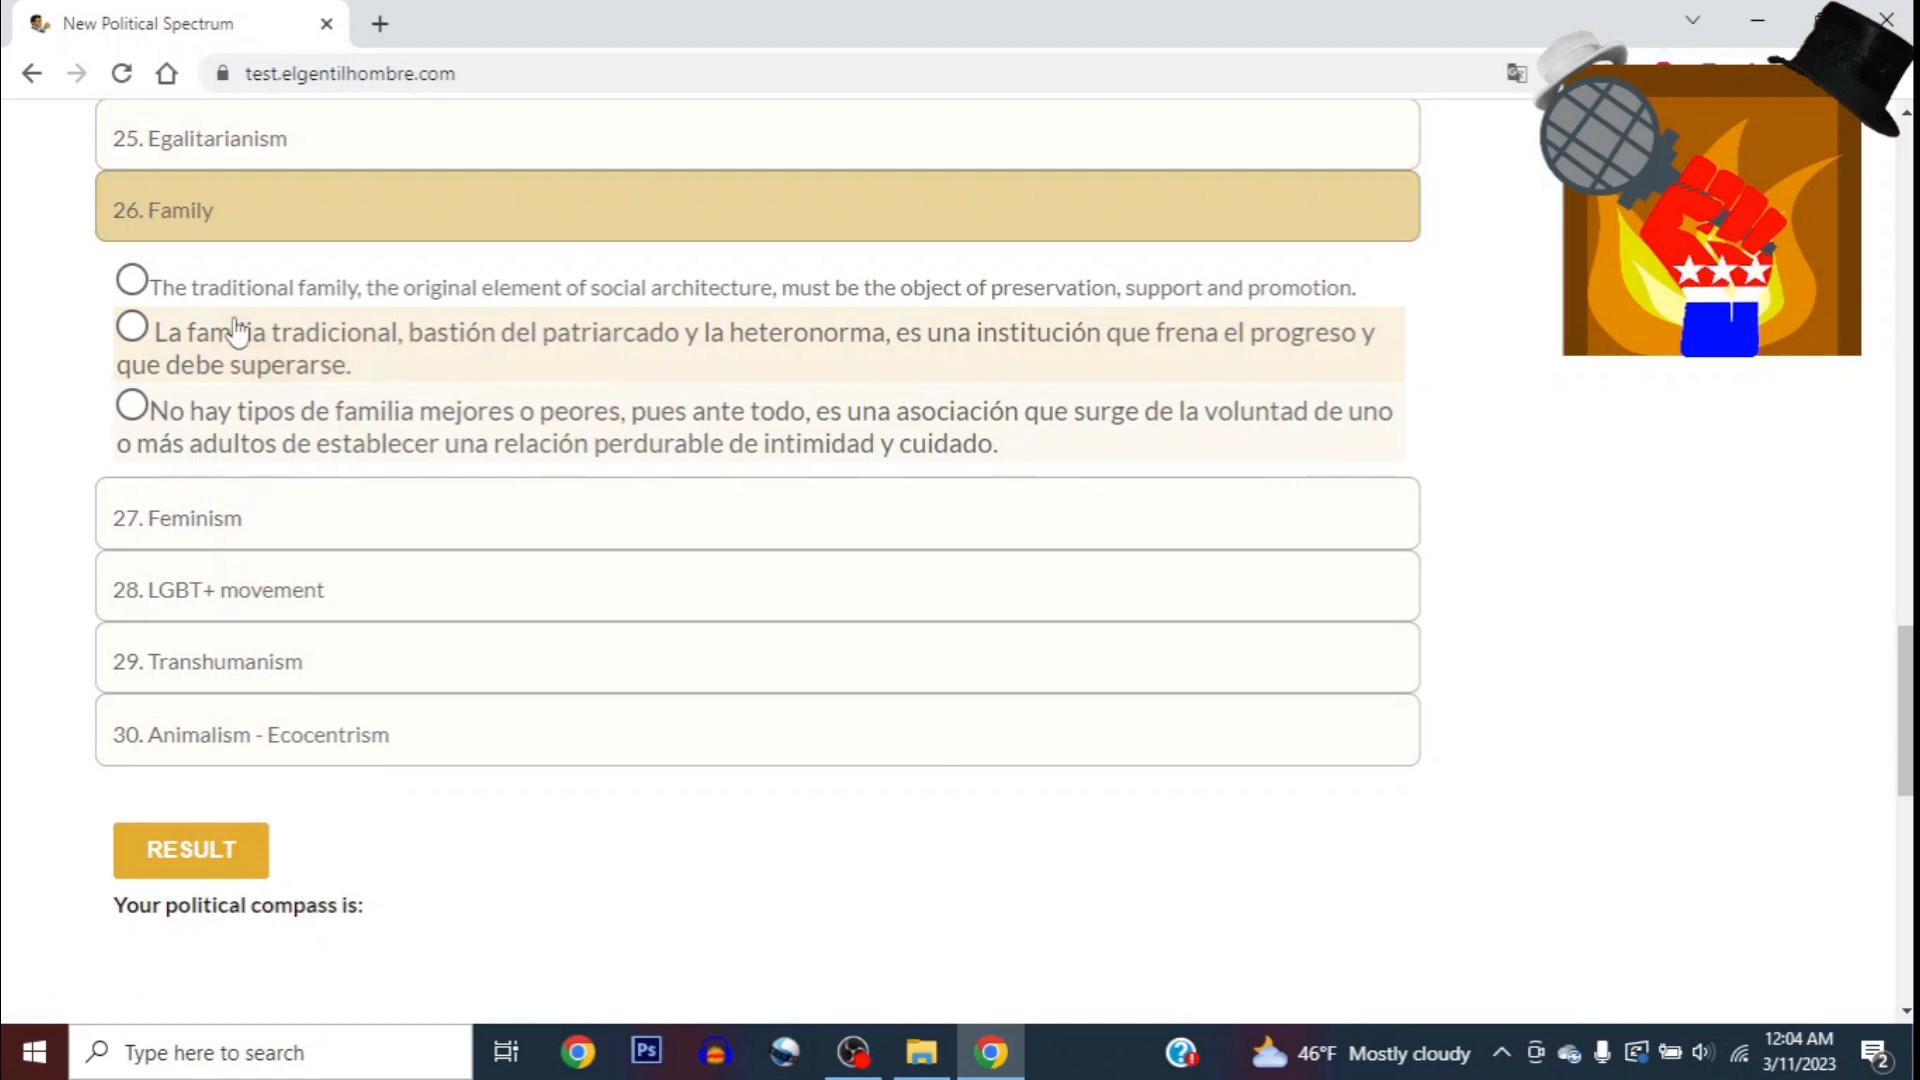 New Political Spectrum
test.elgentilhombre.com
25. Egalitarianism
26. Family
The traditional family, the original element of social architecture, must be the object of preservation, support and promotion.
La familia tradicional, bastión del patriarcado y la heteronorma, es una institución que frena el progreso y
que debe superarse.
No hay tipos de familia mejores o peores, pues ante todo, es una asociación que surge de la voluntad de uno
o más adultos de establecer una relación perdurable de intimidad y cuidado.
27. Feminism
28. LGBT+ movement
29. Transhumanism
30. Animalism - Ecocentrism
RESULT
Your political compass is:
Type here to search
Ps
46°F Mostly cloudy
12:04 AM
3/11/2023
2